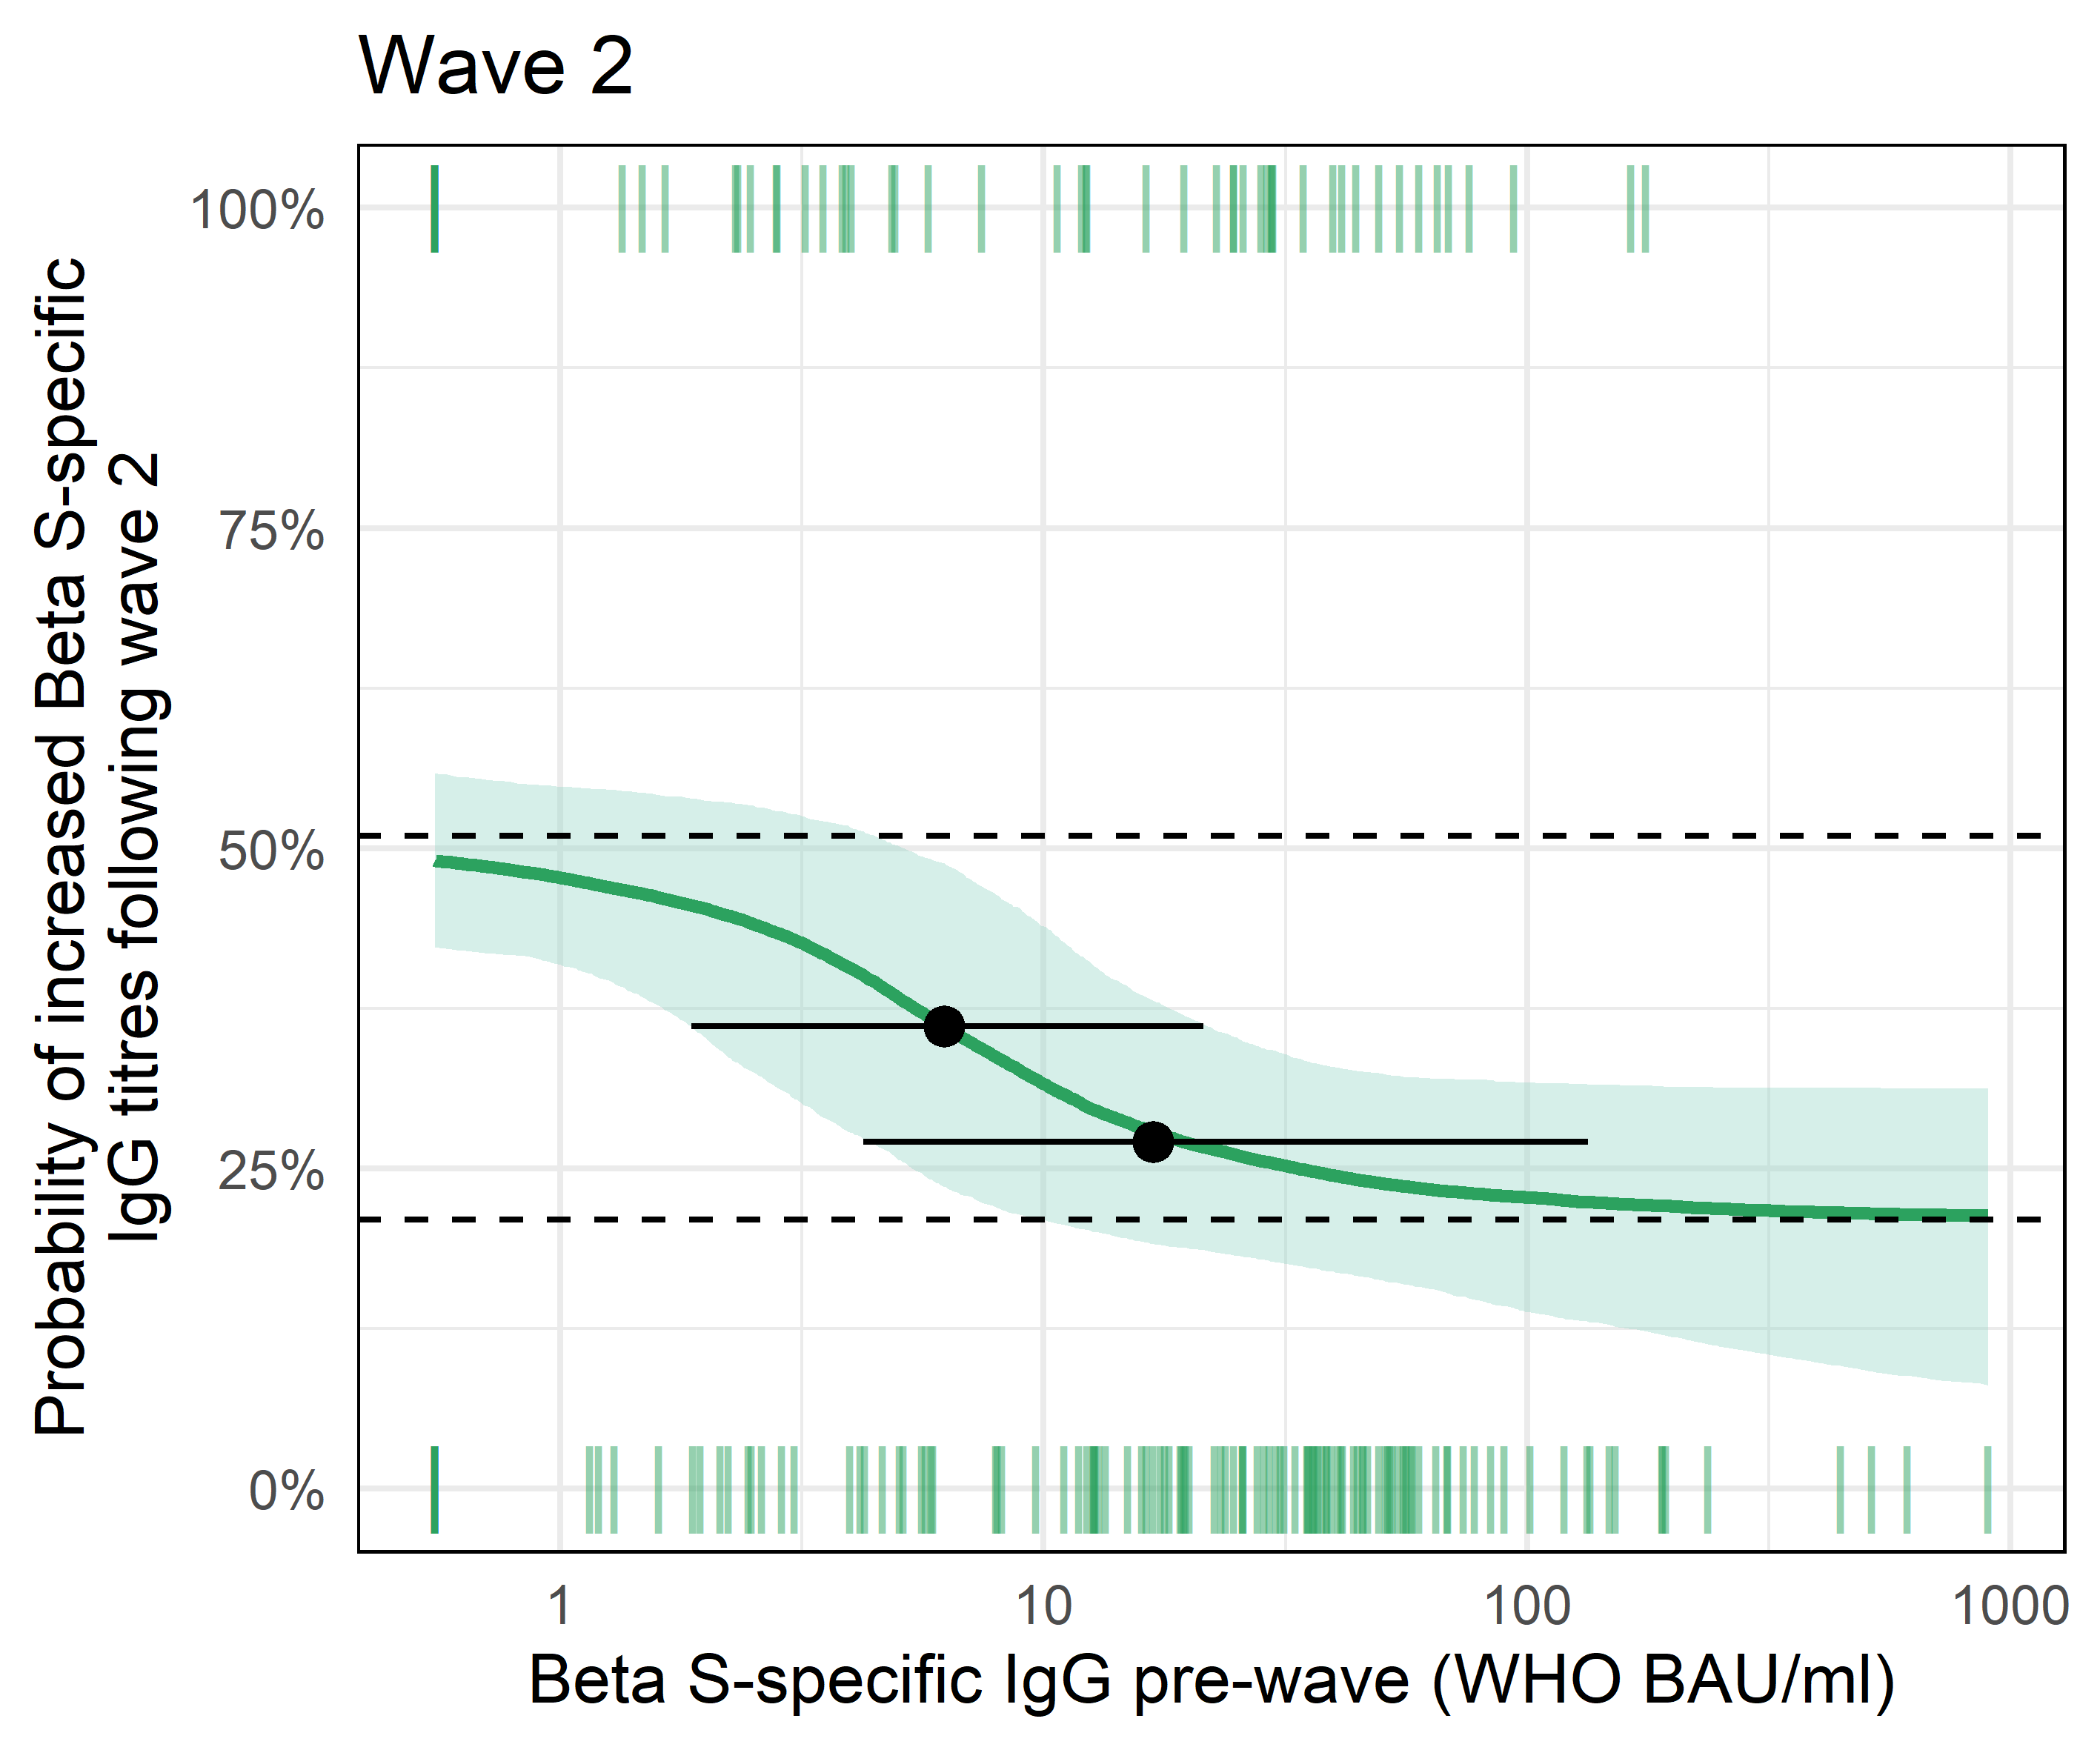 Wave 2
Probability of increased Beta S-specific
IgG titres following wave 2
100%
75%
50%
25%
0%
1 10 100 1000
Beta S-specific IgG pre-wave (WHO BAU/ml)